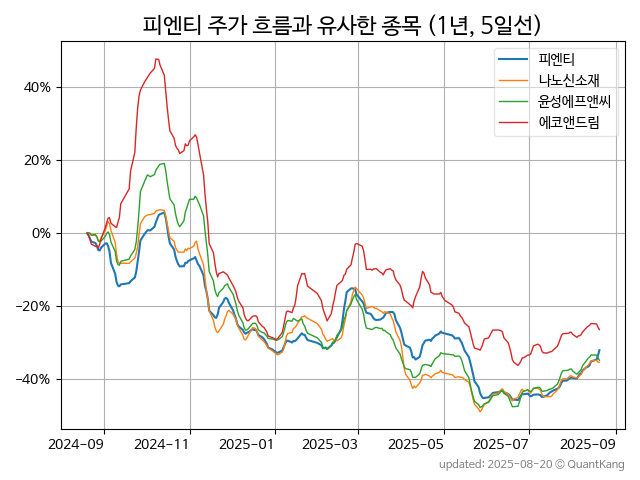 피엔티 주가 흐름과 유사한 종목 (1년, 5일선)
피엔티
나노신소재
윤성에프앤씨
에코앤드림
40%
20%
0%
−20%
−40%
2024-09
2024-11
2025-01
2025-03
2025-05
2025-07
2025-09
updated: 2025-08-20 © QuantKang